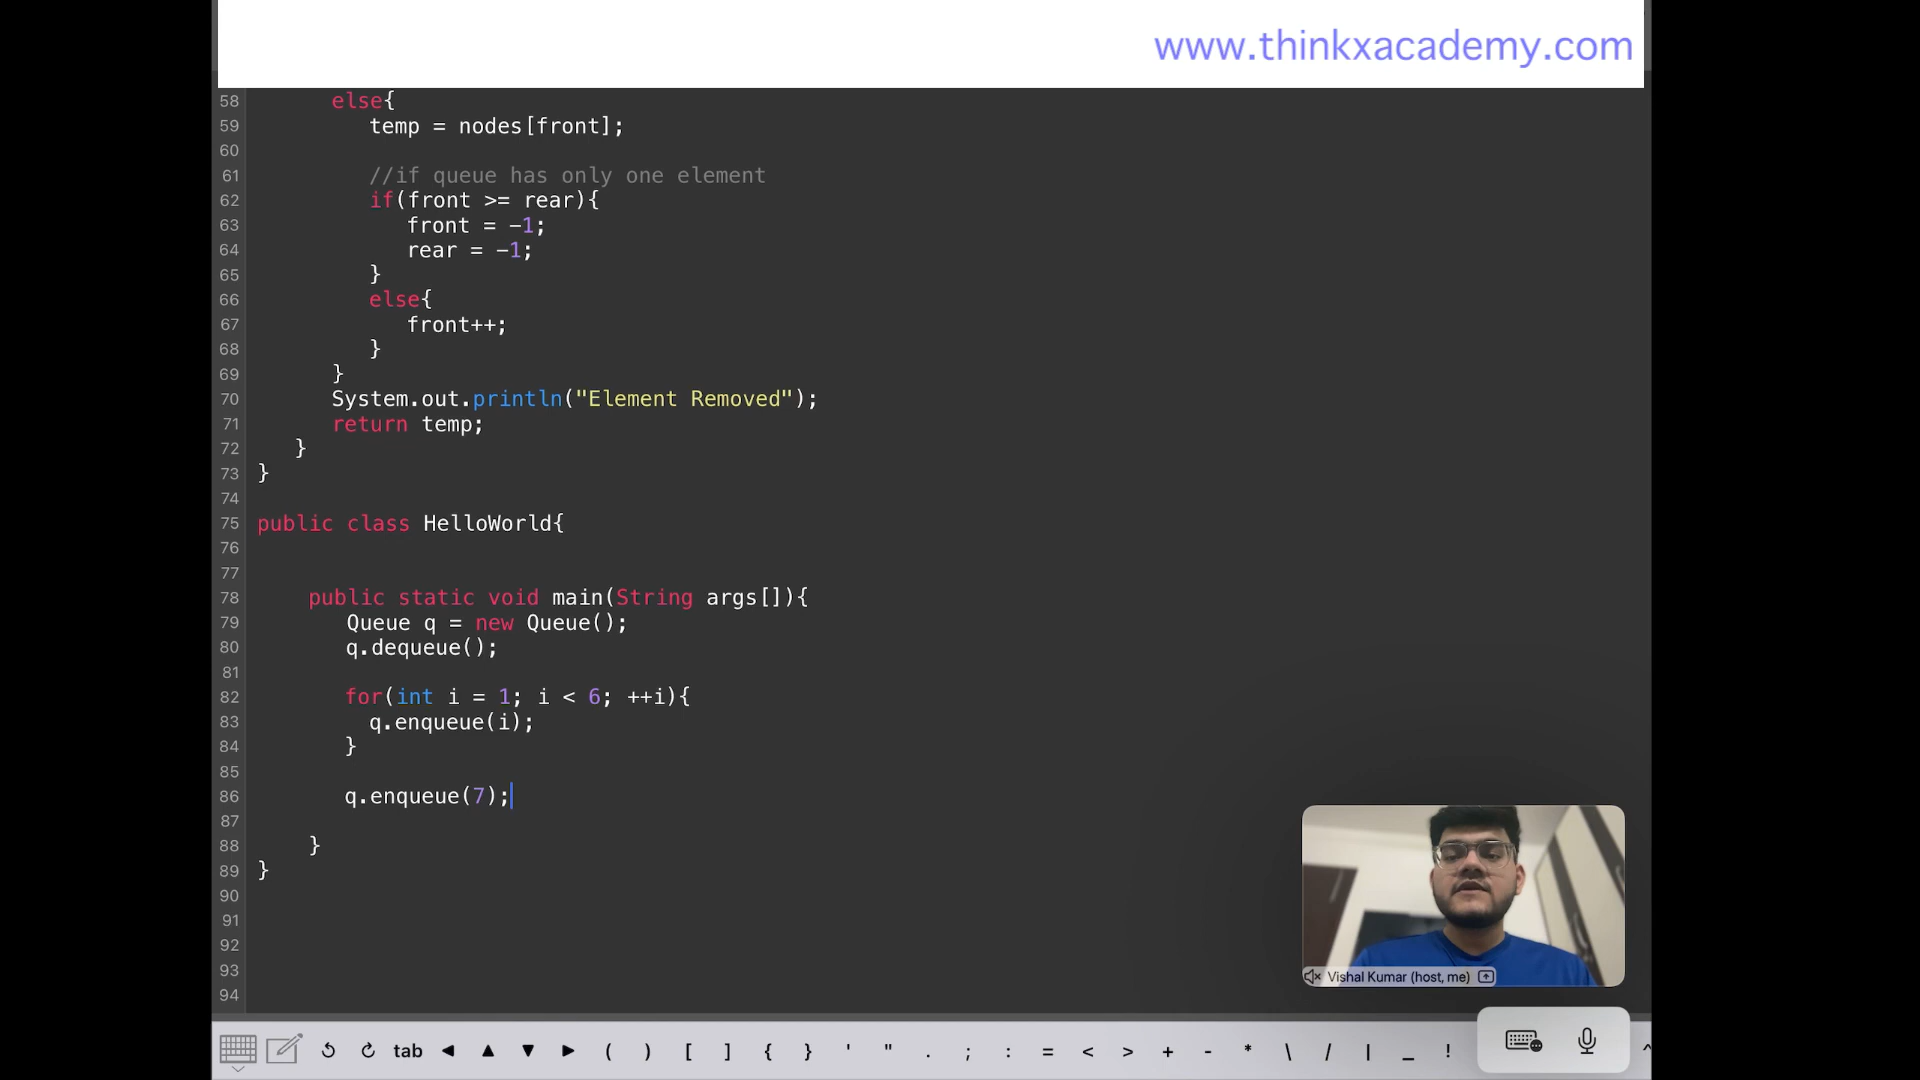 www.thinkxacademy.com
58 else{
59 temp = nodes[front];
60
61 //if queue has only one element
62 if(front >= rear){
63 front = -1;
64 rear = -1;
65 }
66 else{
67 front++;
68 }
69 }
70 System.out.println("Element Removed");
71 return temp;
72 }
73 }
74
75 public class HelloWorld{
76
77
78 public static void main(String args[]){
79 Queue q = new Queue();
80 q.dequeue();
81
82 for(int i = 1; i < 6; ++i){
83 q.enqueue(i);
84 }
85
86 q.enqueue(7);
87
88 }
89 }
90
91
92
93
94
Vishal Kumar (host, me)
tab ( ) [ ] { } ' " . ; : = < > + - * \ / | _ ! ^